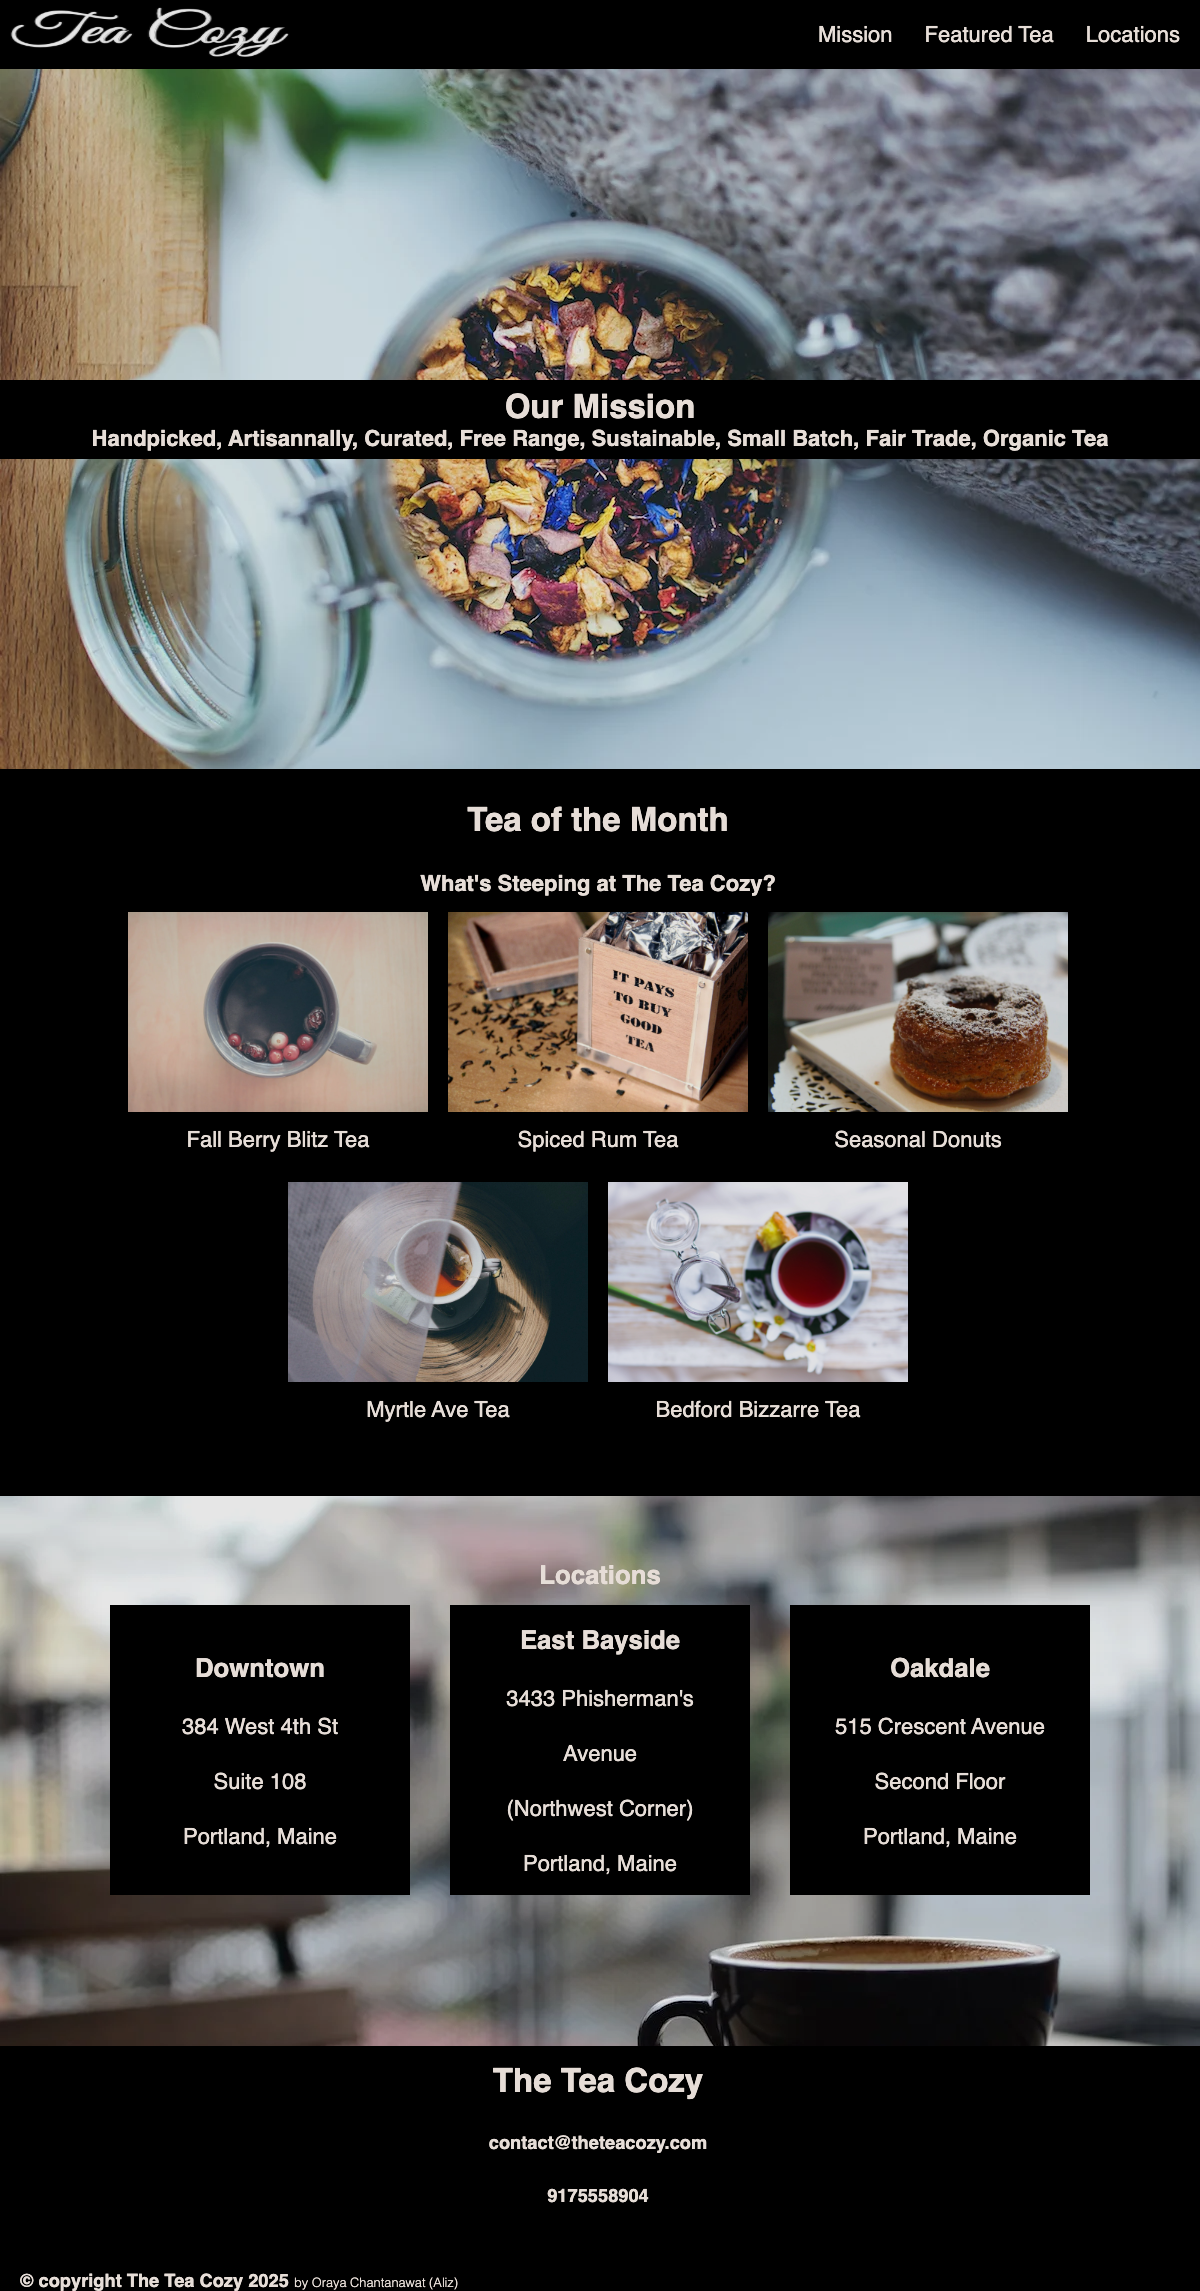 Tea Cozy
Mission Featured Tea Locations
Our Mission
Handpicked, Artisannally, Curated, Free Range, Sustainable, Small Batch, Fair Trade, Organic Tea
Tea of the Month
What's Steeping at The Tea Cozy?
IT PAYS
TO BUY
GOOD
TEA
Fall Berry Blitz Tea
Spiced Rum Tea
Seasonal Donuts
Myrtle Ave Tea
Bedford Bizzarre Tea
Locations
Downtown
384 West 4th St
Suite 108
Portland, Maine
East Bayside
3433 Phisherman's
Avenue
(Northwest Corner)
Portland, Maine
Oakdale
515 Crescent Avenue
Second Floor
Portland, Maine
The Tea Cozy
contact@theteacozy.com
9175558904
© copyright The Tea Cozy 2025 by Oraya Chantanawat (Aliz)